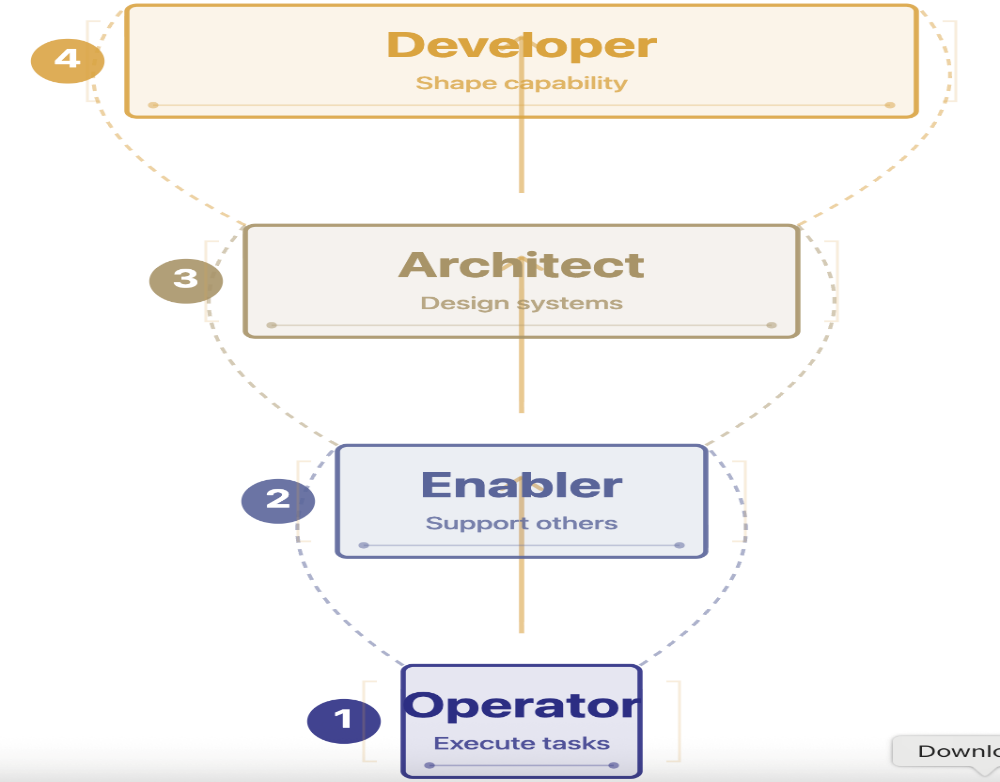 4
Developer
Shape capability
3
Architect
Design systems
2
Enabler
Support others
1
Operator
Execute tasks